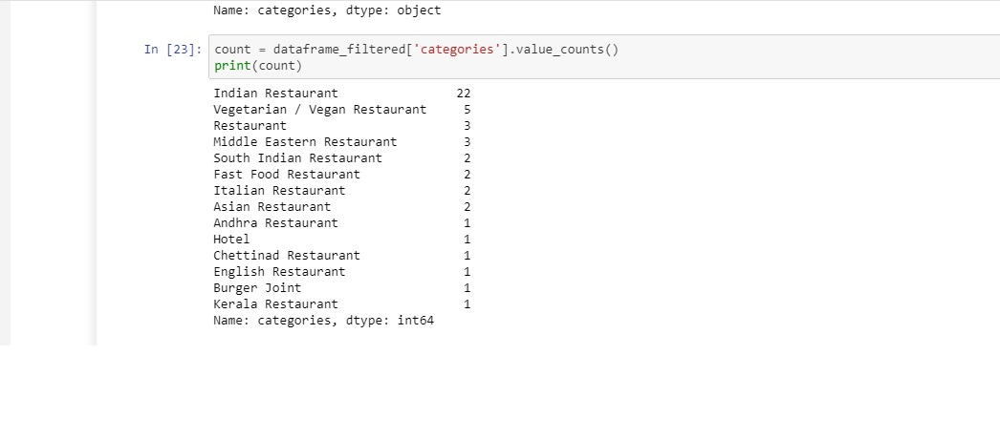 Name: categories, dtype: object
In [23]: count = dataframe_filtered['categories'].value_counts()
print(count)
Indian Restaurant 22
Vegetarian / Vegan Restaurant 5
Restaurant 3
Middle Eastern Restaurant 3
South Indian Restaurant 2
Fast Food Restaurant 2
Italian Restaurant 2
Asian Restaurant 2
Andhra Restaurant 1
Hotel 1
Chettinad Restaurant 1
English Restaurant 1
Burger Joint 1
Kerala Restaurant 1
Name: categories, dtype: int64